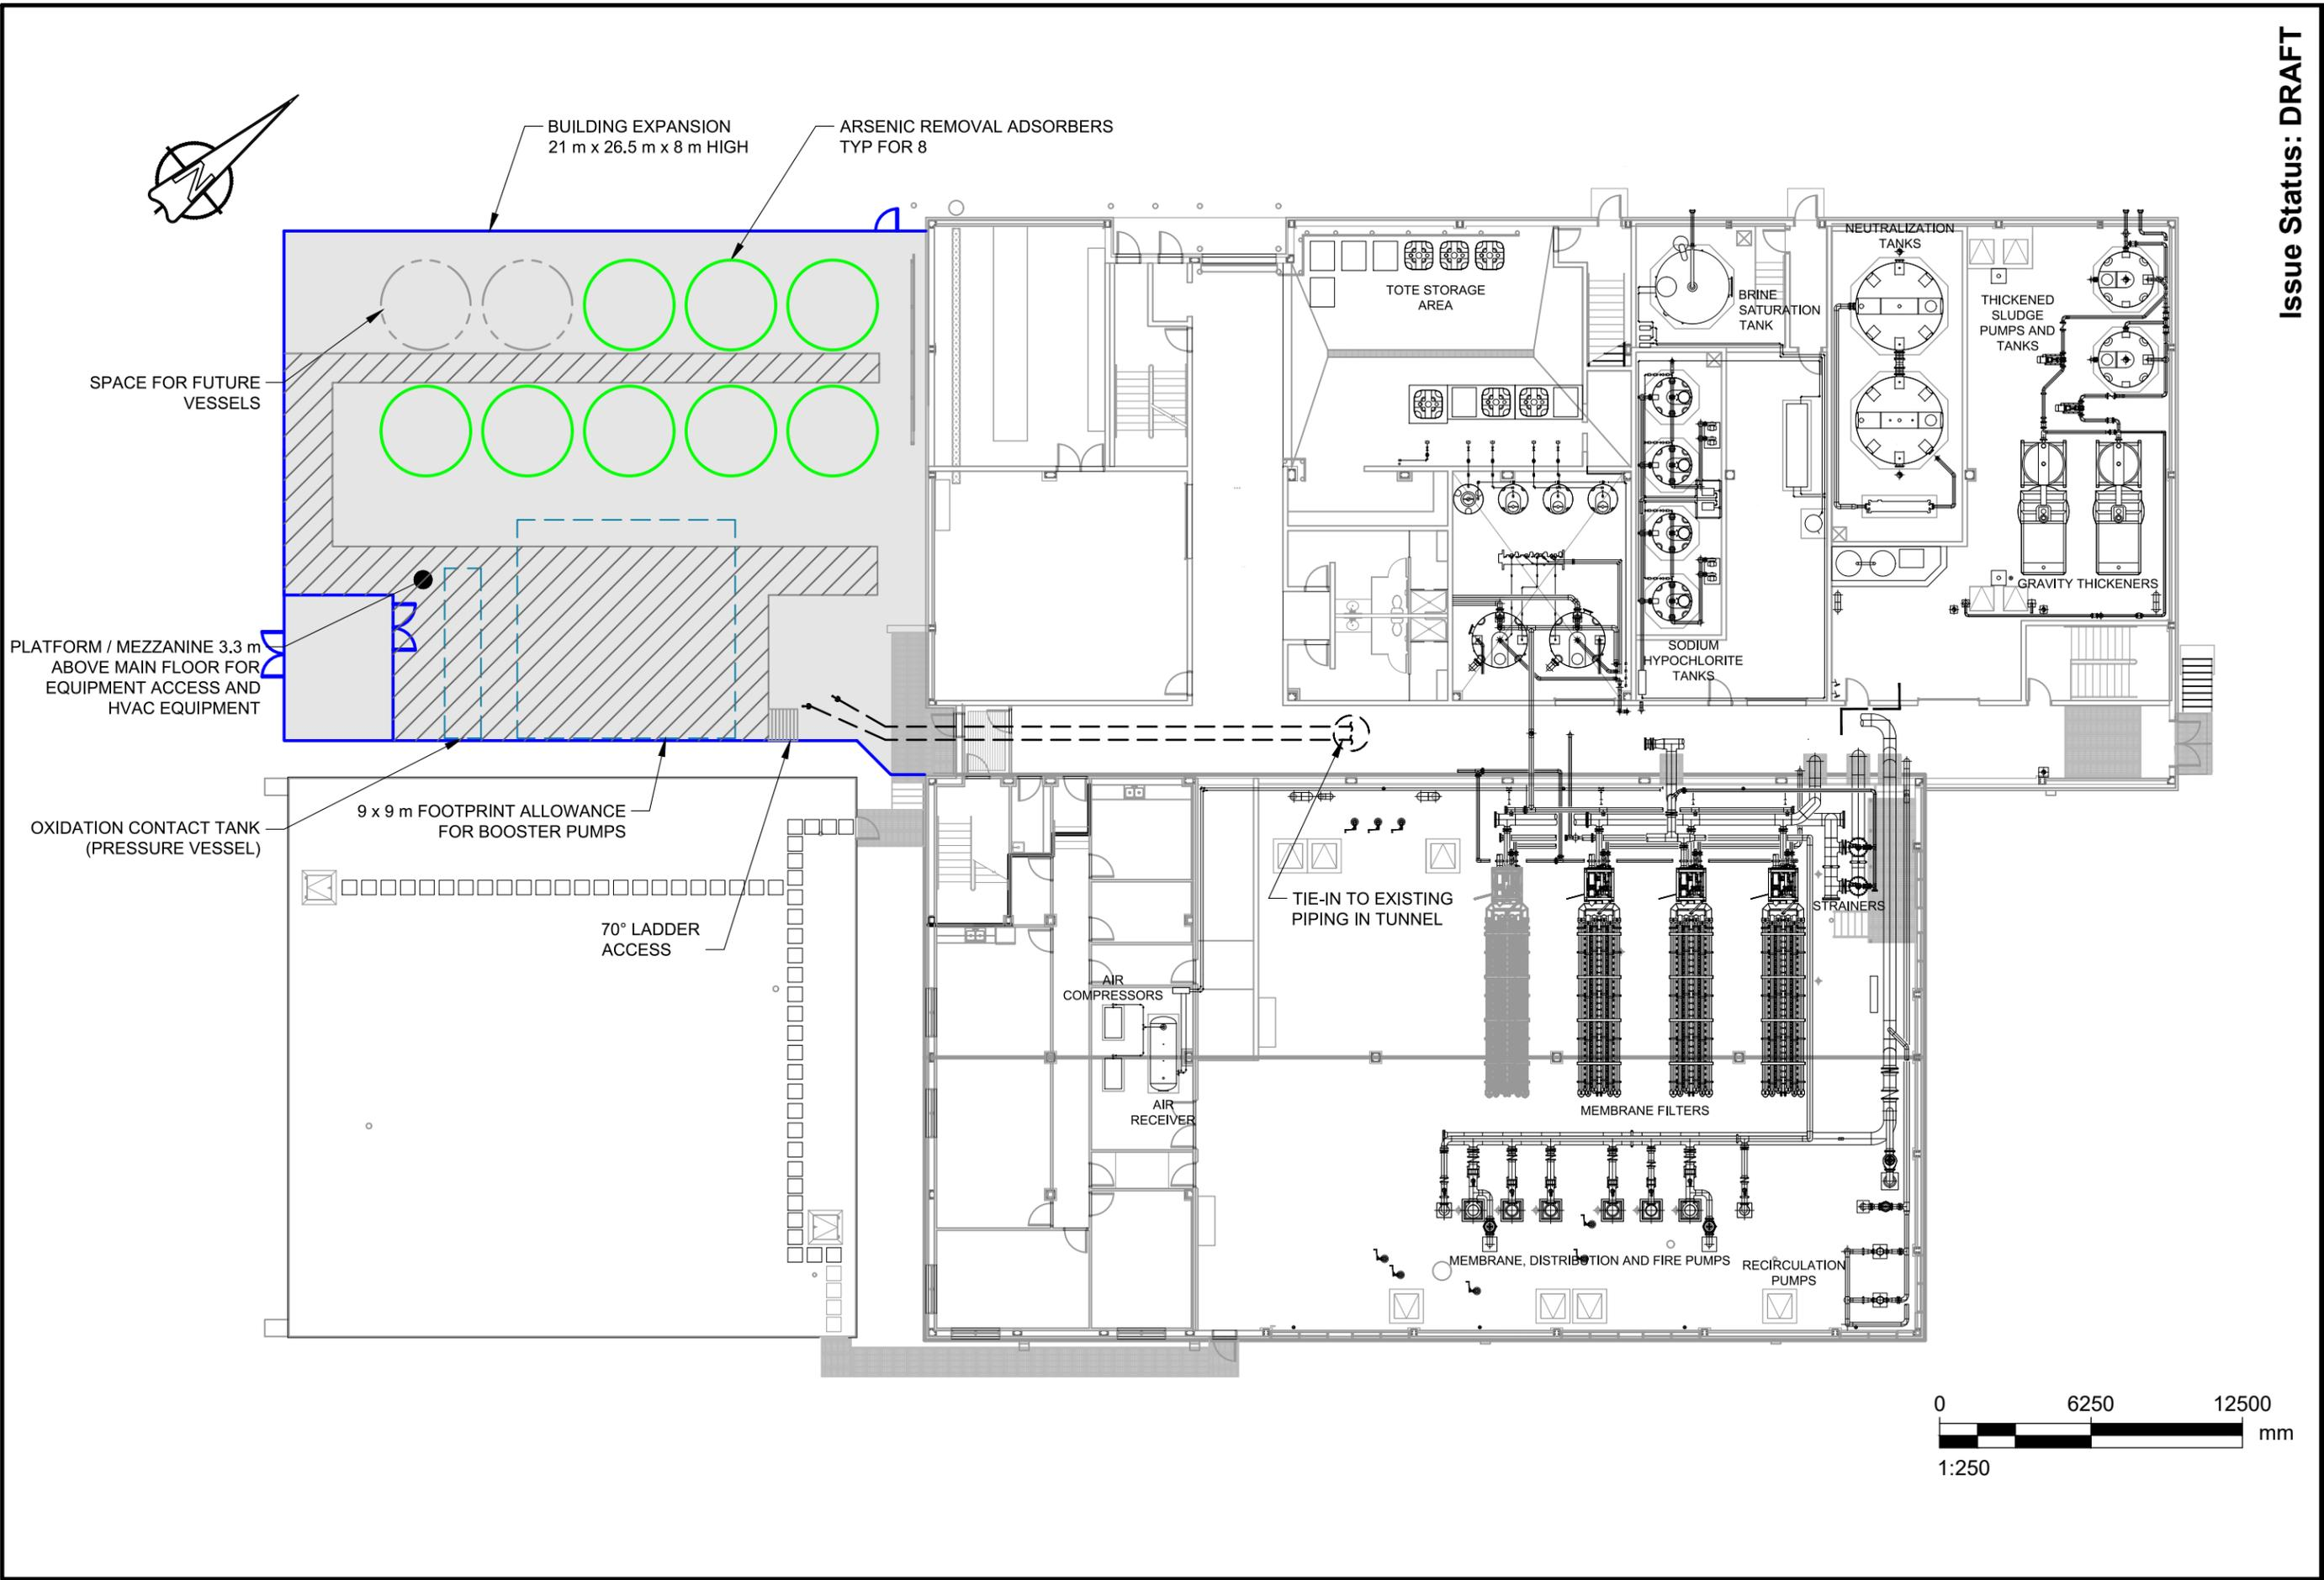 Issue Status: DRAFT
N
BUILDING EXPANSION
21 m x 26.5 m x 8 m HIGH
ARSENIC REMOVAL ADSORBERS
TYP FOR 8
SPACE FOR FUTURE
VESSELS
PLATFORM / MEZZANINE 3.3 m
ABOVE MAIN FLOOR FOR
EQUIPMENT ACCESS AND
HVAC EQUIPMENT
OXIDATION CONTACT TANK
(PRESSURE VESSEL)
9 x 9 m FOOTPRINT ALLOWANCE
FOR BOOSTER PUMPS
70° LADDER
ACCESS
TOTE STORAGE
AREA
BRINE
SATURATION
TANK
NEUTRALIZATION
TANKS
THICKENED
SLUDGE
PUMPS AND
TANKS
GRAVITY THICKENERS
SODIUM
HYPOCHLORITE
TANKS
TIE-IN TO EXISTING
PIPING IN TUNNEL
STRAINERS
AIR
COMPRESSORS
AIR
RECEIVER
MEMBRANE FILTERS
MEMBRANE, DISTRIBUTION AND FIRE PUMPS
RECIRCULATION
PUMPS
0 6250 12500
mm
1:250